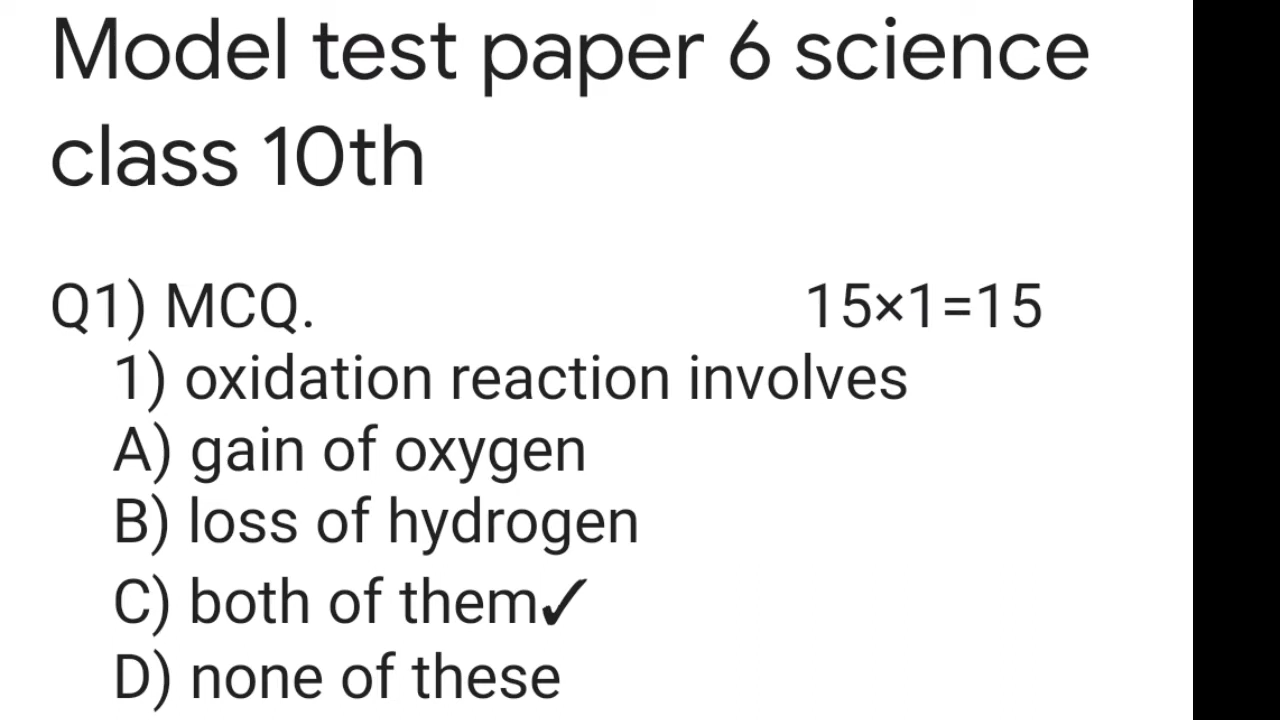 Model test paper 6 science
class 10th
Q1) MCQ. 15×1=15
1) oxidation reaction involves
A) gain of oxygen
B) loss of hydrogen
C) both of them✓
D) none of these